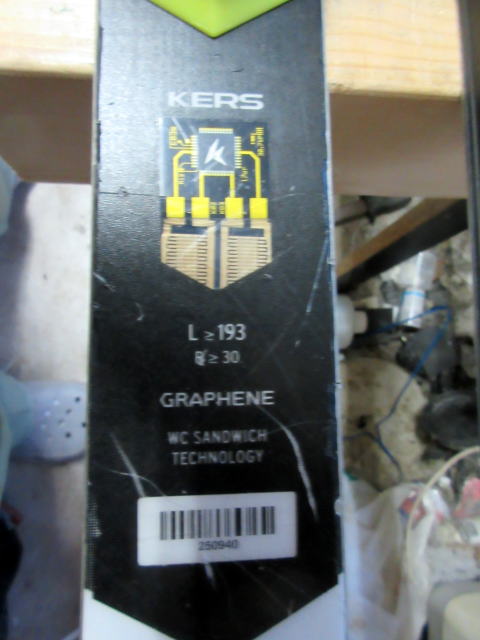 KERS
L ≥ 193
R ≥ 30
GRAPHENE
WC SANDWICH
TECHNOLOGY
250940